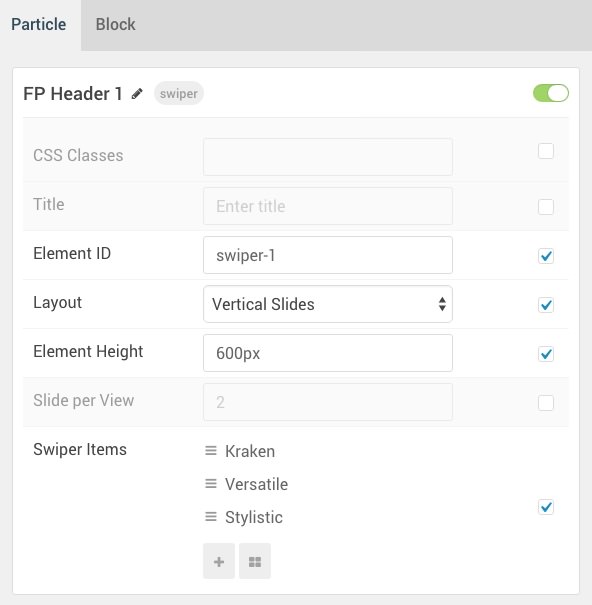 Particle Block
FP Header 1 swiper
CSS Classes
Title Enter title
Element ID swiper-1
Layout Vertical Slides
Element Height 600px
Slide per View 2
Swiper Items Kraken
Versatile
Stylistic